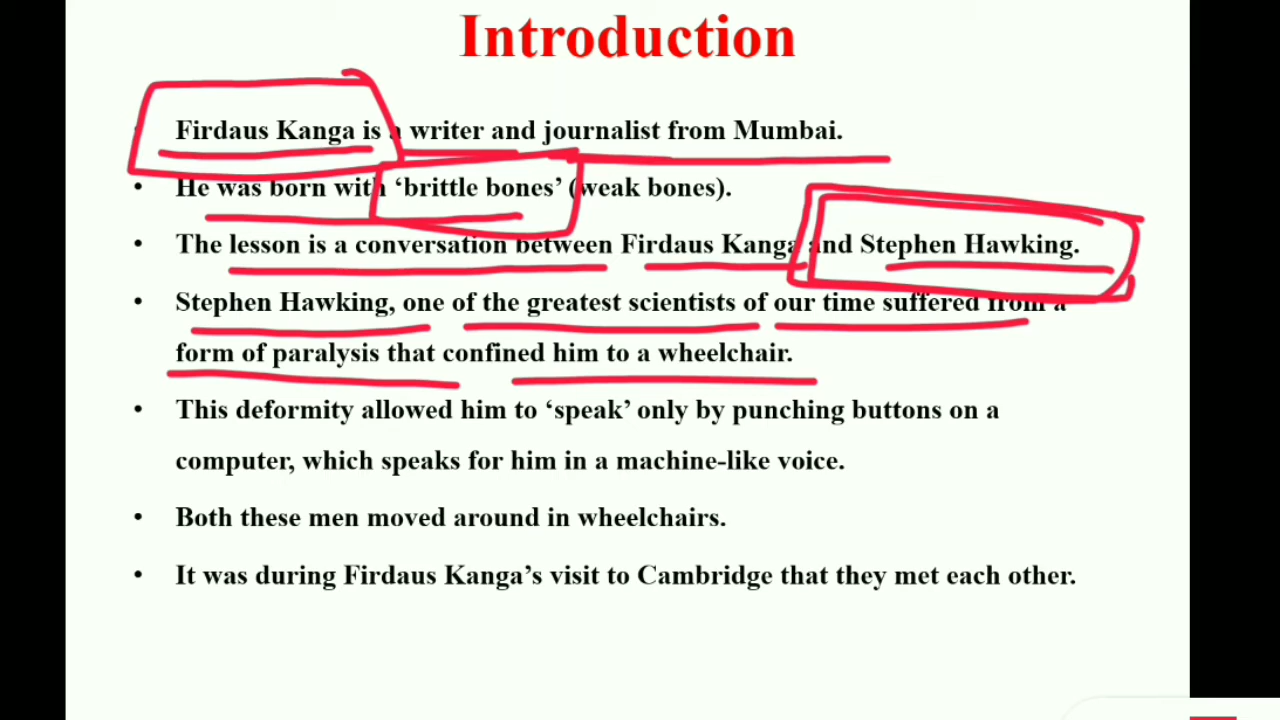 Introduction
• Firdaus Kanga is a writer and journalist from Mumbai.
• He was born with ‘brittle bones’ (weak bones).
• The lesson is a conversation between Firdaus Kanga and Stephen Hawking.
• Stephen Hawking, one of the greatest scientists of our time suffered from a
form of paralysis that confined him to a wheelchair.
• This deformity allowed him to ‘speak’ only by punching buttons on a
computer, which speaks for him in a machine-like voice.
• Both these men moved around in wheelchairs.
• It was during Firdaus Kanga’s visit to Cambridge that they met each other.